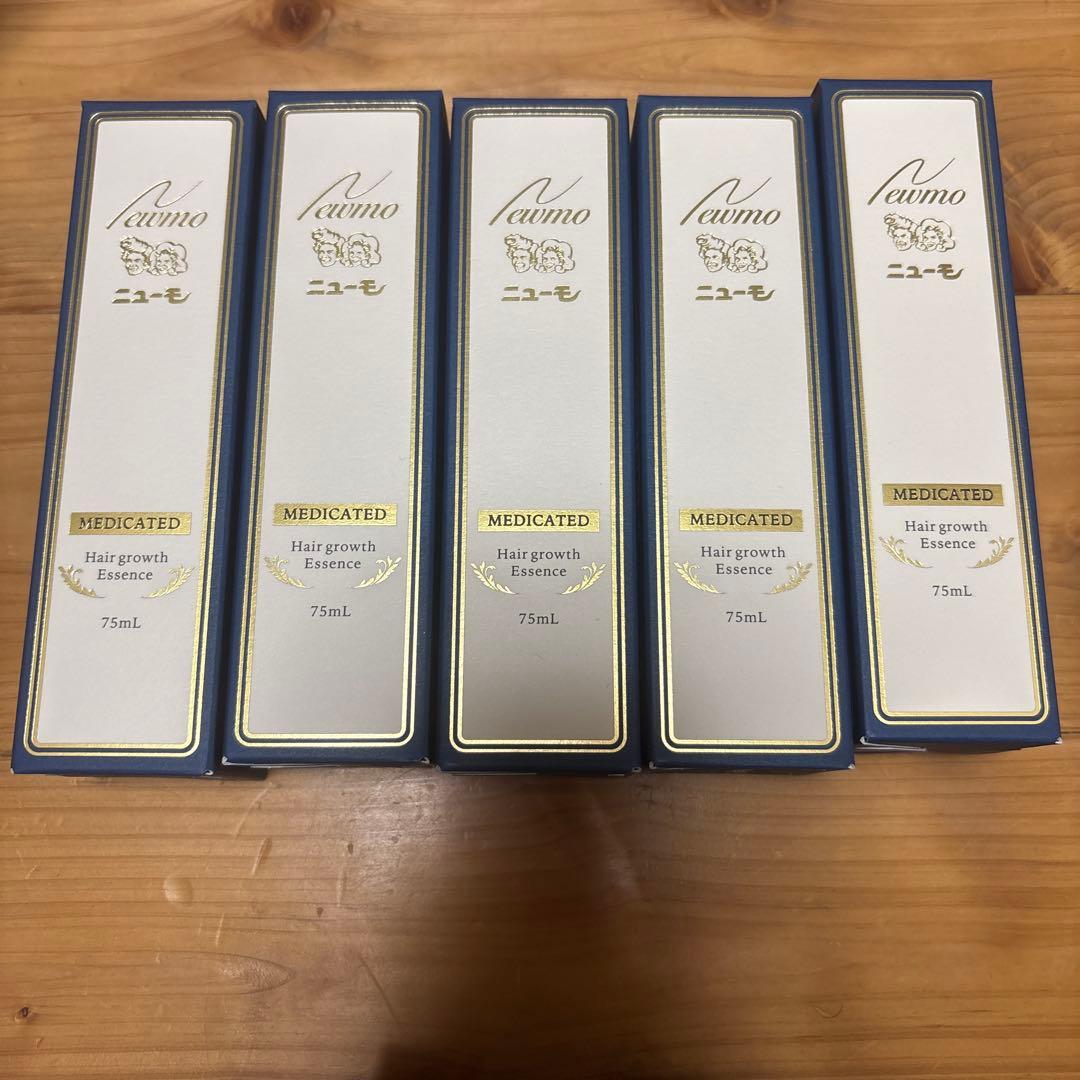 Newmo
ニューモ
MEDICATED
Hair growth
Essence
75mL
Newmo
ニューモ
MEDICATED
Hair growth
Essence
75mL
Newmo
ニューモ
MEDICATED
Hair growth
Essence
75mL
Newmo
ニューモ
MEDICATED
Hair growth
Essence
75mL
Newmo
ニューモ
MEDICATED
Hair growth
Essence
75mL